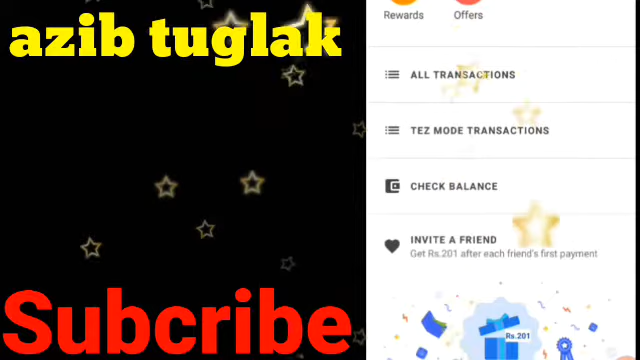 azib tuglak
Subcribe
Rewards Offers
ALL TRANSACTIONS
TEZ MODE TRANSACTIONS
CHECK BALANCE
INVITE A FRIEND
Get Rs.201 after each friend's first payment
Rs.201